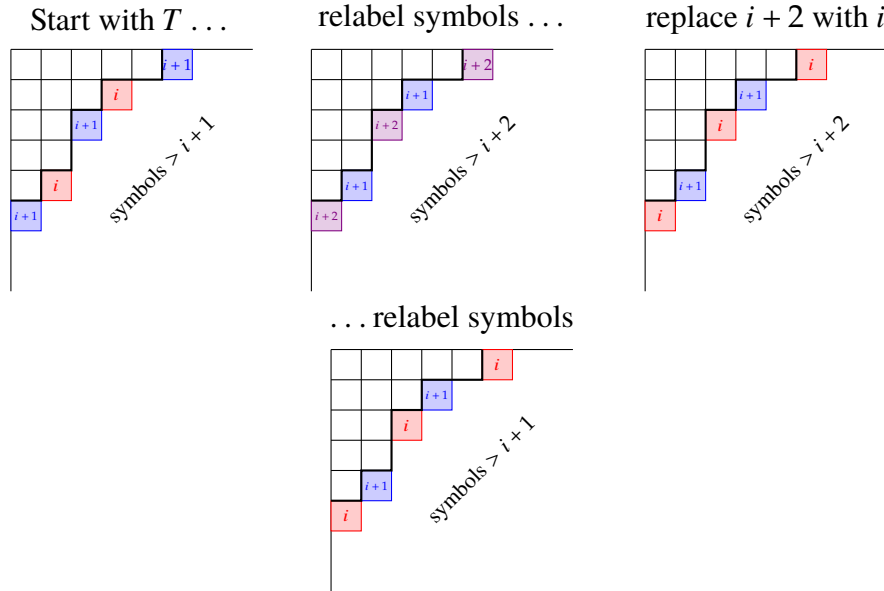 Start with T . . .
relabel symbols . . .
replace i + 2 with i
i + 1
i
i + 1
i
i + 1
symbols > i + 1
i+2
i + 1
i+2
i + 1
i+2
symbols > i + 2
i
i + 1
i
i + 1
i
symbols > i + 2
. . . relabel symbols
i
i + 1
i
i + 1
i
symbols > i + 1